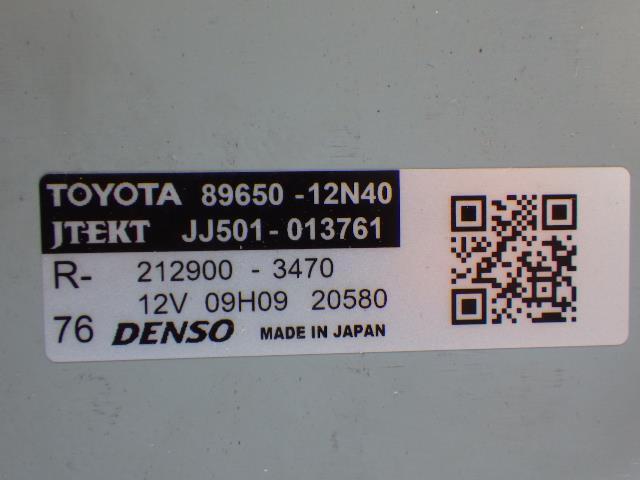 TOYOTA 89650-12N40
JTEKT JJ501-013761
R- 212900-3470
12V 09H09 20580
76 DENSO MADE IN JAPAN